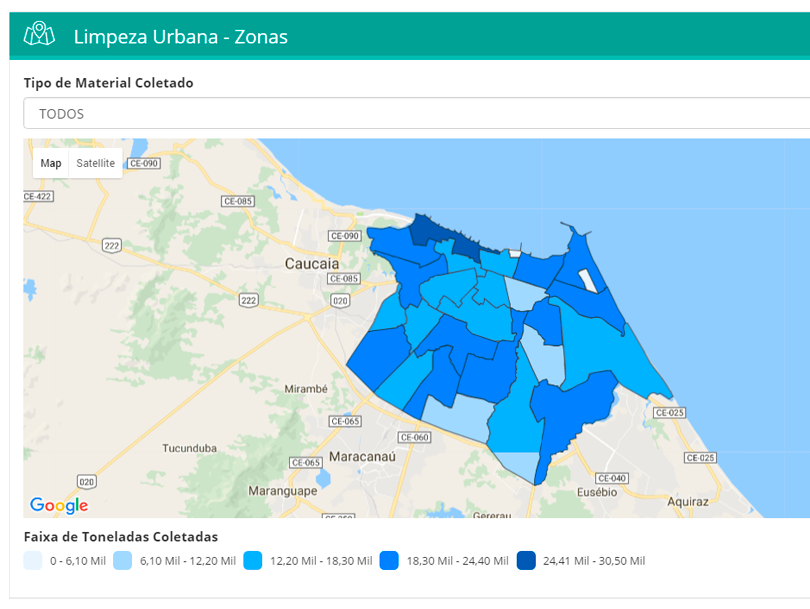 Limpeza Urbana - Zonas
Tipo de Material Coletado
TODOS
Map Satellite
CE-090
CE-422
CE-085
CE-090
222
Caucaia
CE-085
222
020
Mirambé
CE-065
CE-025
CE-060
Tucunduba
Maracanaú
CE-065
CE-025
020
CE-040
Maranguape
Eusébio
Aquiraz
Google
Faixa de Toneladas Coletadas
0 - 6,10 Mil 6,10 Mil - 12,20 Mil 12,20 Mil - 18,30 Mil 18,30 Mil - 24,40 Mil 24,41 Mil - 30,50 Mil